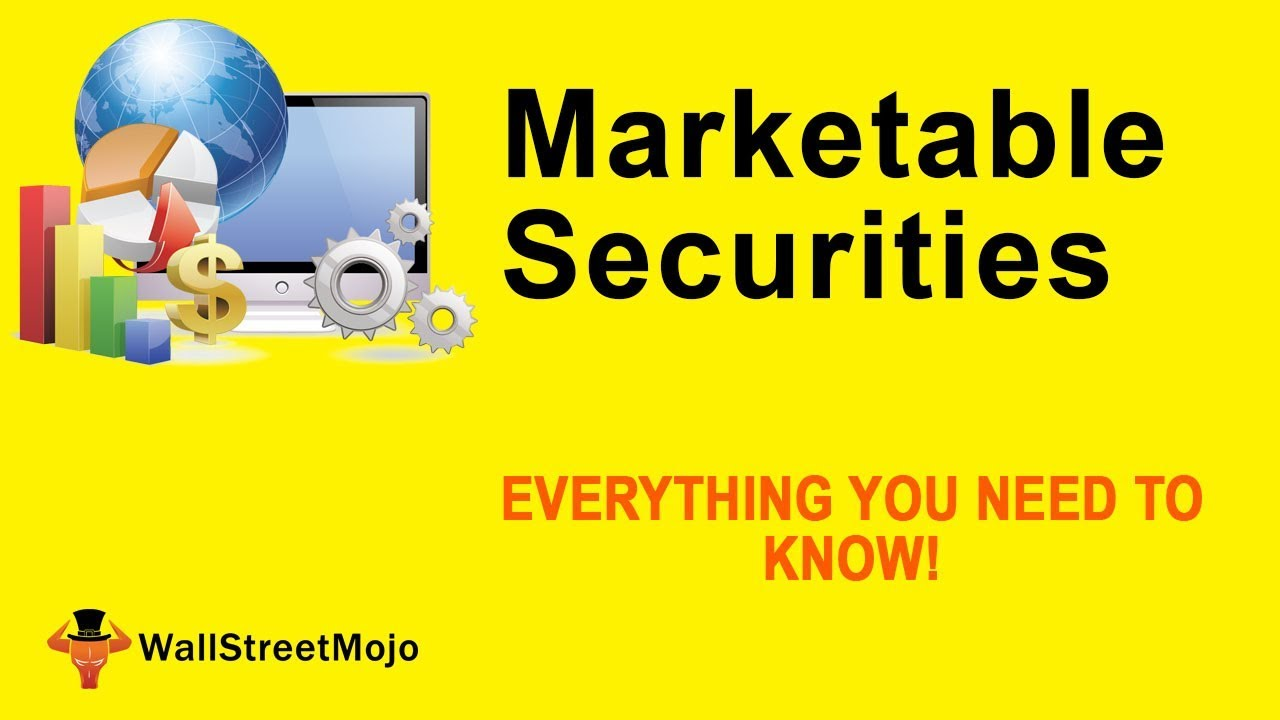 Marketable
Securities
EVERYTHING YOU NEED TO
KNOW!
$
WallStreetMojo